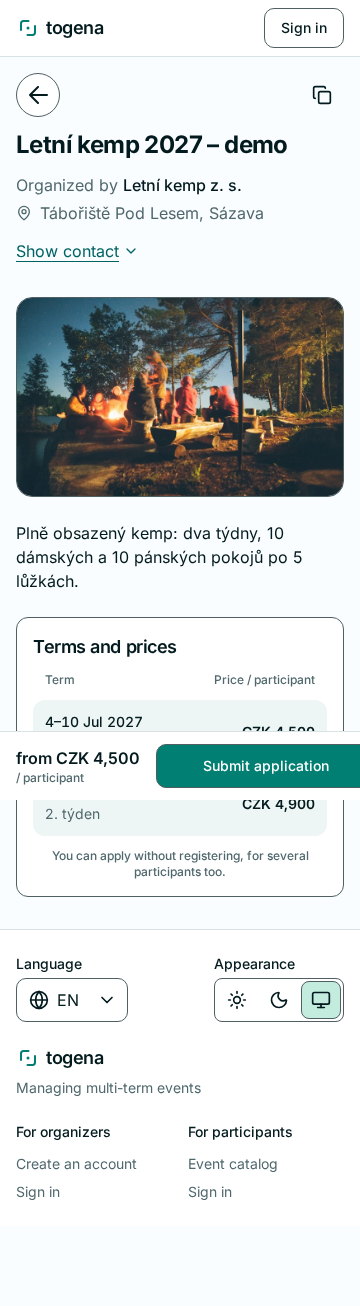 togena
Sign in
Letní kemp 2027 – demo
Organized by Letní kemp z. s.
Tábořiště Pod Lesem, Sázava
Show contact
Plně obsazený kemp: dva týdny, 10
dámských a 10 pánských pokojů po 5
lůžkách.
Terms and prices
Term
Price / participant
4–10 Jul 2027
CZK 4,500
from CZK 4,500
/ participant
Submit application
CZK 4,900
2. týden
You can apply without registering, for several
participants too.
Language
Appearance
EN
togena
Managing multi-term events
For organizers
For participants
Create an account
Event catalog
Sign in
Sign in